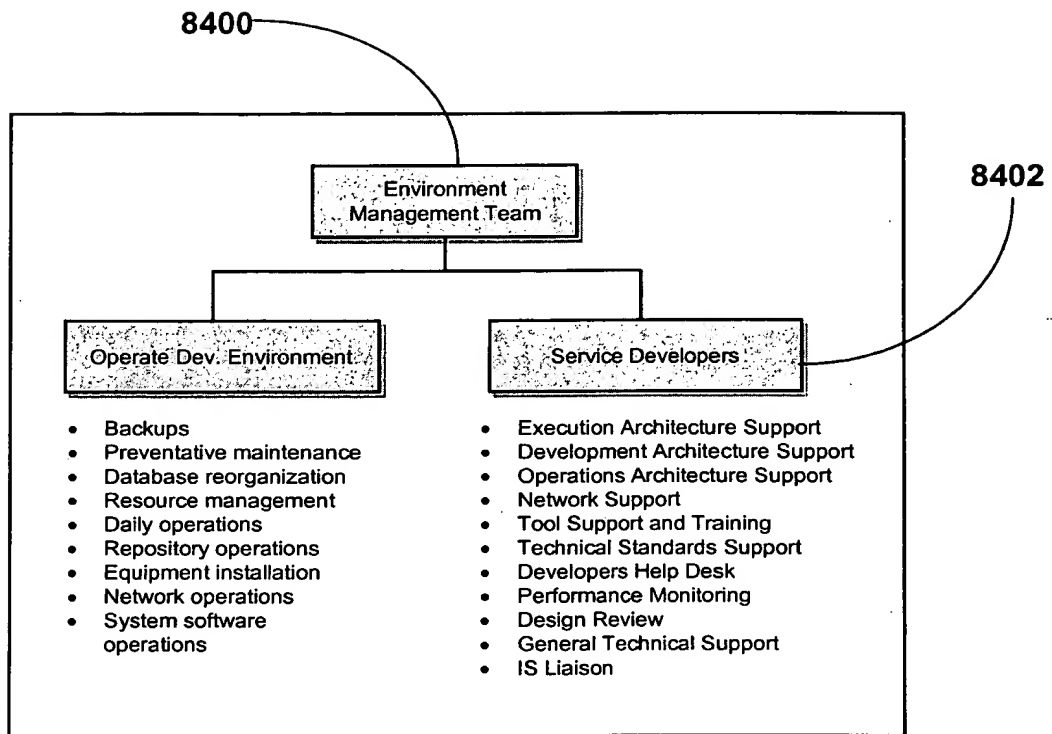 8400
8402
Environment
Management Team
Operate Dev. Environment
Service Developers
• Backups
• Preventative maintenance
• Database reorganization
• Resource management
• Daily operations
• Repository operations
• Equipment installation
• Network operations
• System software
operations
• Execution Architecture Support
• Development Architecture Support
• Operations Architecture Support
• Network Support
• Tool Support and Training
• Technical Standards Support
• Developers Help Desk
• Performance Monitoring
• Design Review
• General Technical Support
• IS Liaison